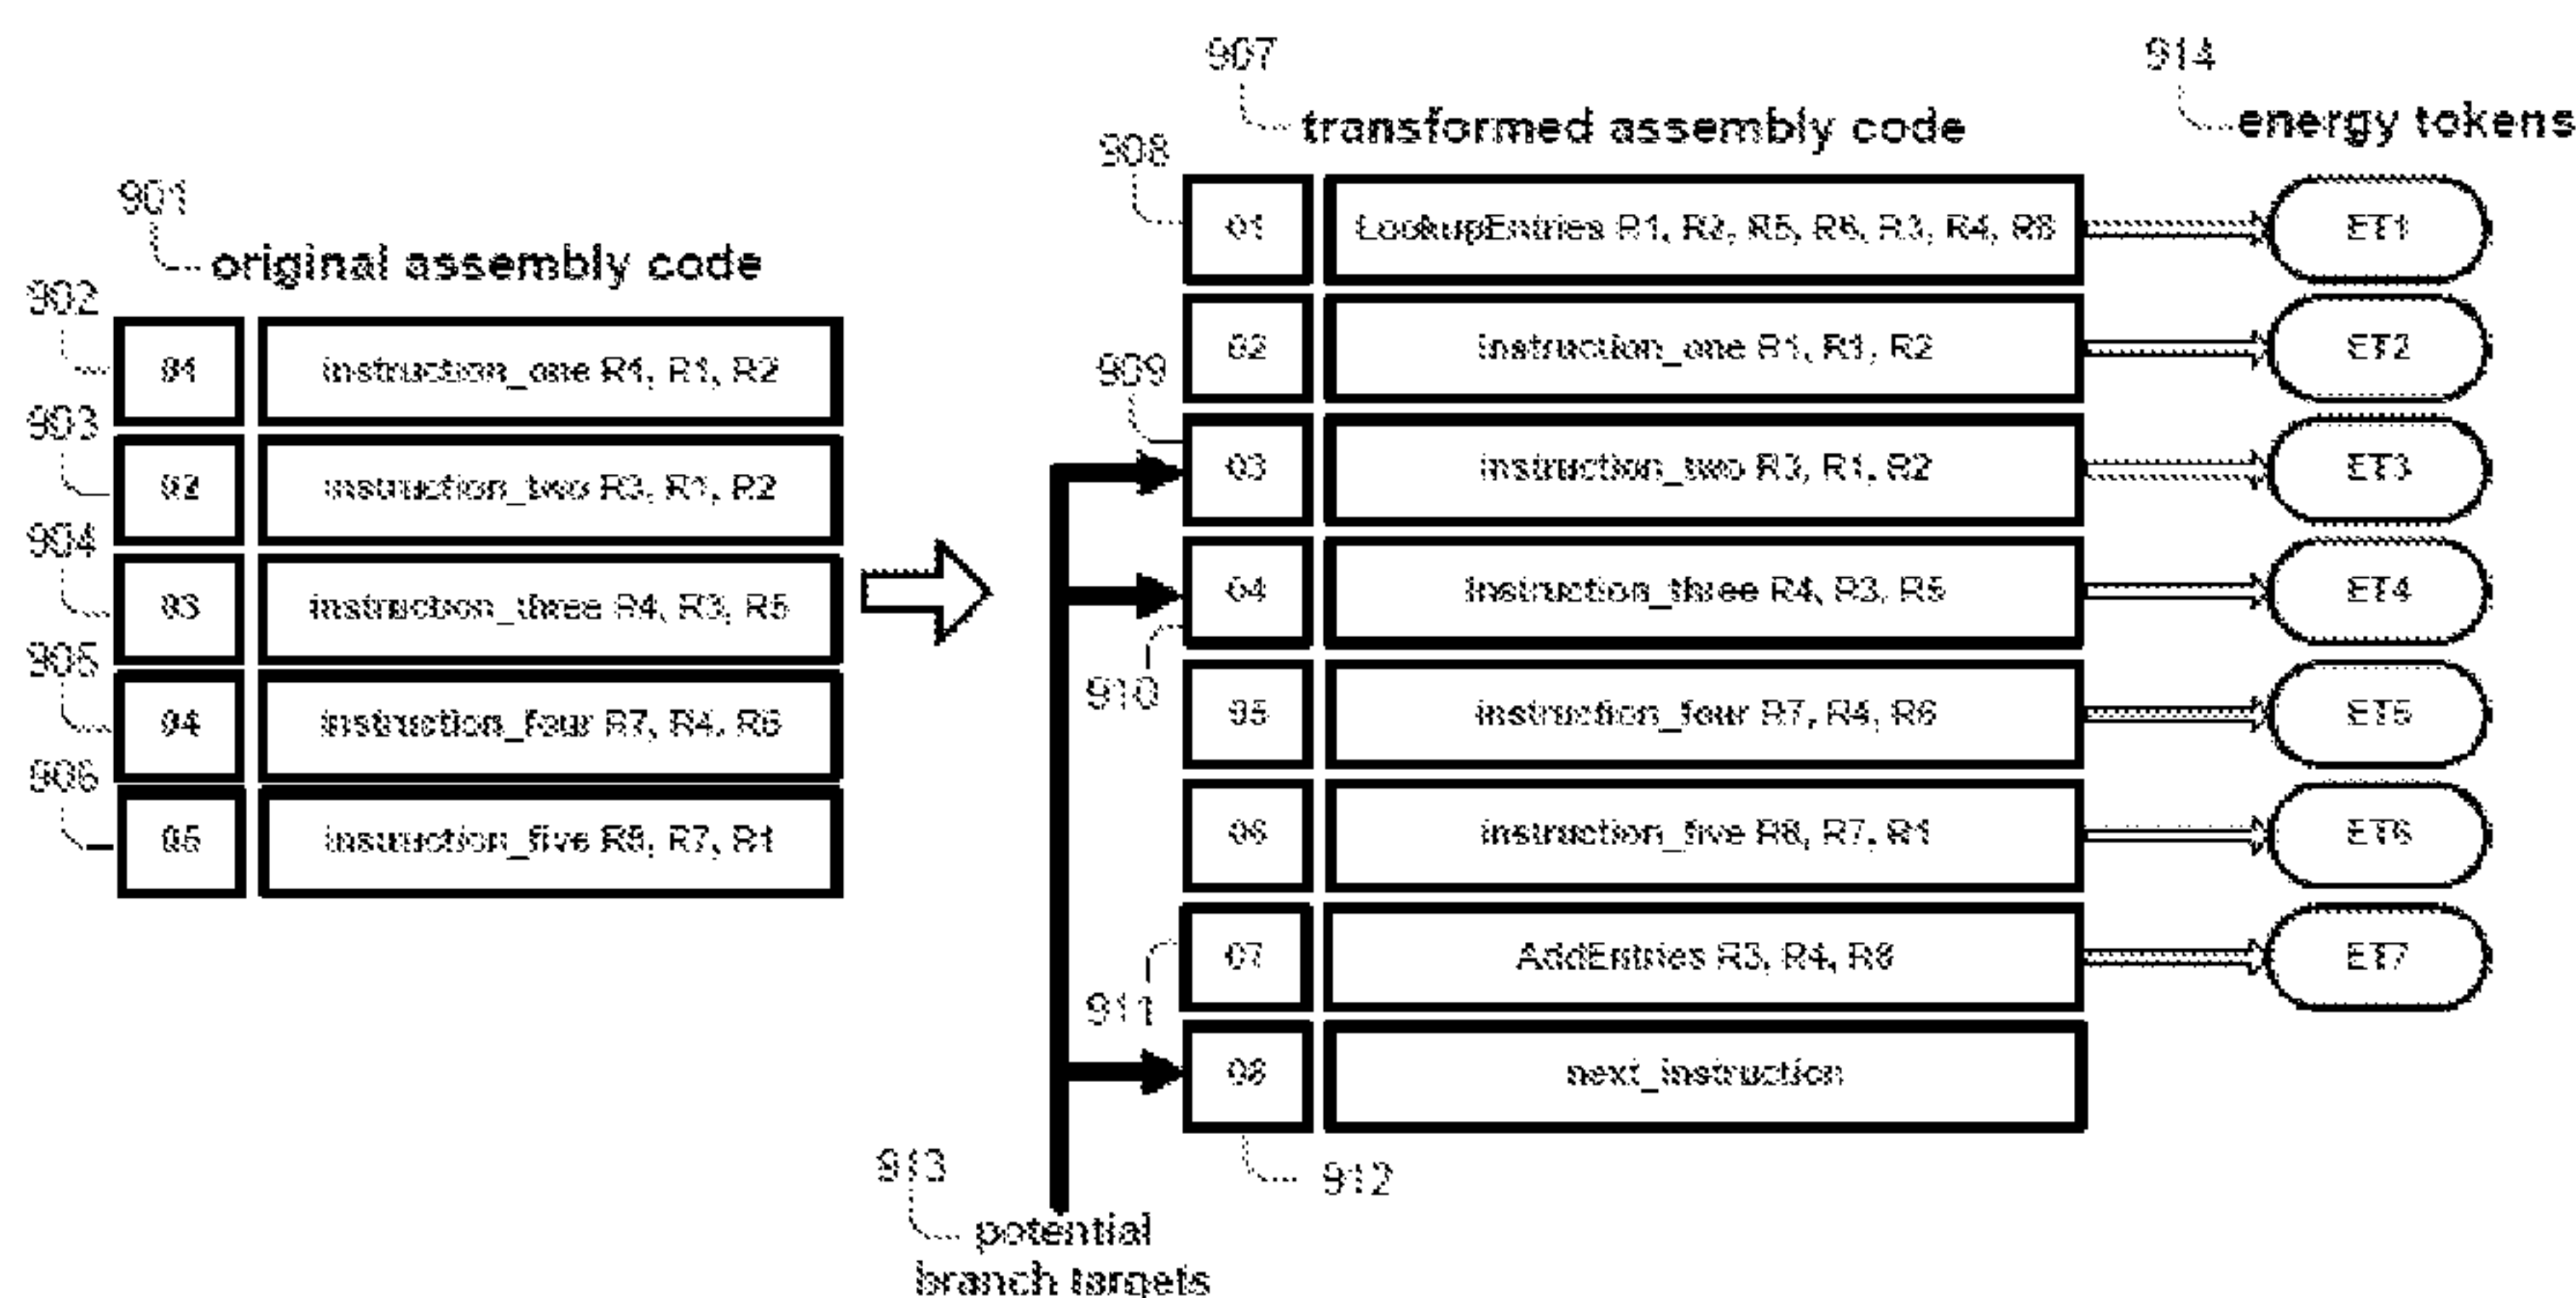 901
original assembly code
902
01 instruction_one R1, R1, R2
903
02 instruction_two R3, R1, R2
904
03 instruction_three R4, R3, R5
905
04 instruction_four R7, R4, R6
906
05 instruction_five R8, R7, R1
907
transformed assembly code
908
01 LookupEntries R1, R2, R5, R6, R3, R4, R8
02 instruction_one R1, R1, R2
909
03 instruction_two R3, R1, R2
04 instruction_three R4, R3, R5
910
05 instruction_four R7, R4, R6
06 instruction_five R8, R7, R1
07 AddEntries R3, R4, R8
911
08 next_instruction
912
913
potential
branch targets
914
energy tokens
ET1
ET2
ET3
ET4
ET5
ET6
ET7